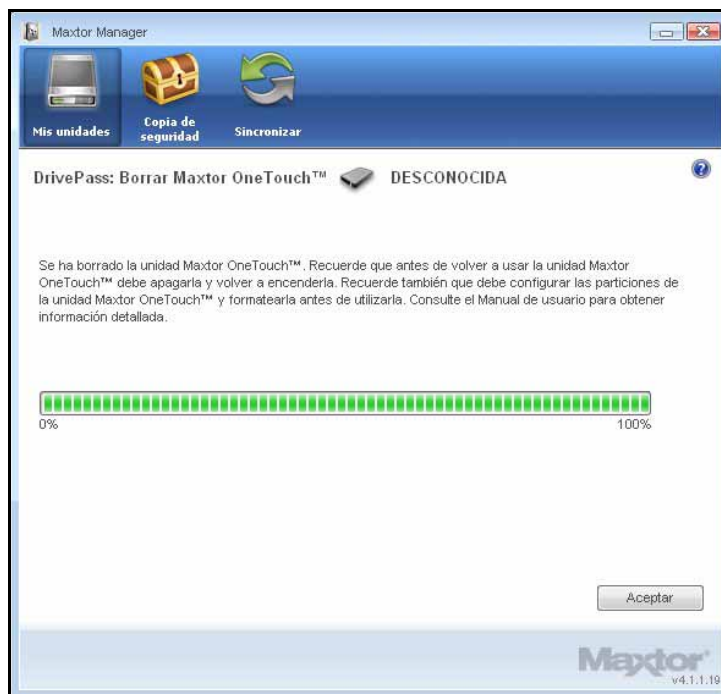 Maxtor Manager
Mis unidades
Copia de
seguridad
Sincronizar
DrivePass: Borrar Maxtor OneTouch™ DESCONOCIDA
?
Se ha borrado la unidad Maxtor OneTouch™. Recuerde que antes de volver a usar la unidad Maxtor
OneTouch™ debe apagarla y volver a encenderla. Recuerde también que debe configurar las particiones de
la unidad Maxtor OneTouch™ y formatearla antes de utilizarla. Consulte el Manual de usuario para obtener
información detallada.
0% 100%
Aceptar
Maxtor
v4.1.1.19